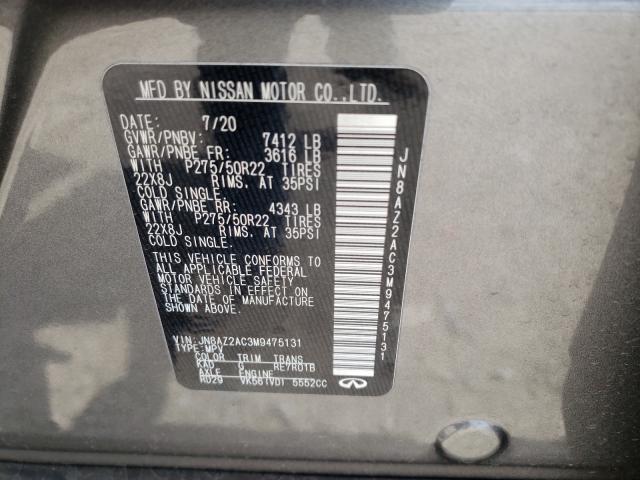 MFD BY NISSAN MOTOR CO.,LTD.
DATE: 7/20
GVWR/PNBV: 7412 LB
GAWR/PNBE FR: 3616 LB
WITH P275/50R22 TIRES
22X8J RIMS. AT 35PSI
COLD SINGLE.
GAWR/PNBE RR: 4343 LB
WITH P275/50R22 TIRES
22X8J RIMS. AT 35PSI
COLD SINGLE.
THIS VEHICLE CONFORMS TO
ALL APPLICABLE FEDERAL
MOTOR VEHICLE SAFETY
STANDARDS IN EFFECT ON
THE DATE OF MANUFACTURE
SHOWN ABOVE.
VIN:JN8AZ2AC3M9475131
TYPE:MPV
COLOR TRIM TRANS
KAD G RE7R01B
AXLE ENGINE
RD29 VK56(VD) 5552CC
JN8AZ2AC3M9475131